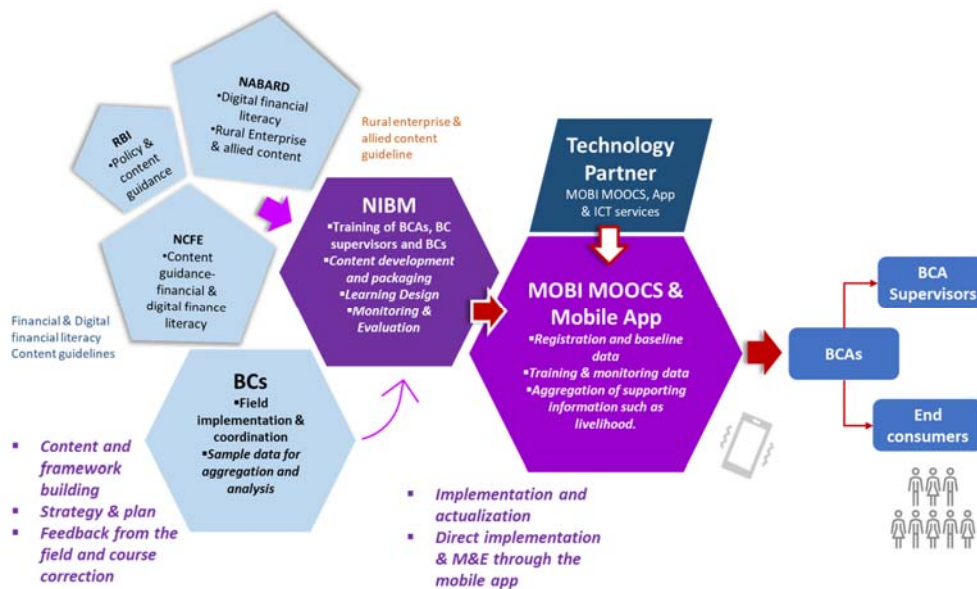 NABARD
•Digital financial
literacy
•Rural Enterprise
& allied content
RBI
•Policy &
content
guidance
NCFE
•Content
guidance-
financial &
digital finance
literacy
Rural enterprise &
allied content
guideline
Financial & Digital
financial literacy
Content guidelines
NIBM
▪Training of BCAs, BC
supervisors and BCs
▪Content development
and packaging
▪Learning Design
▪Monitoring &
Evaluation
BCs
▪Field
implementation &
coordination
▪Sample data for
aggregation and
analysis
Technology
Partner
MOBI MOOCS, App
& ICT services
MOBI MOOCS &
Mobile App
▪Registration and baseline
data
▪Training & monitoring data
▪Aggregation of supporting
information such as
livelihood.
BCA
Supervisors
BCAs
End
consumers
▪ Content and
framework
building
▪ Strategy & plan
▪ Feedback from the
field and course
correction
▪ Implementation and
actualization
▪ Direct implementation
& M&E through the
mobile app